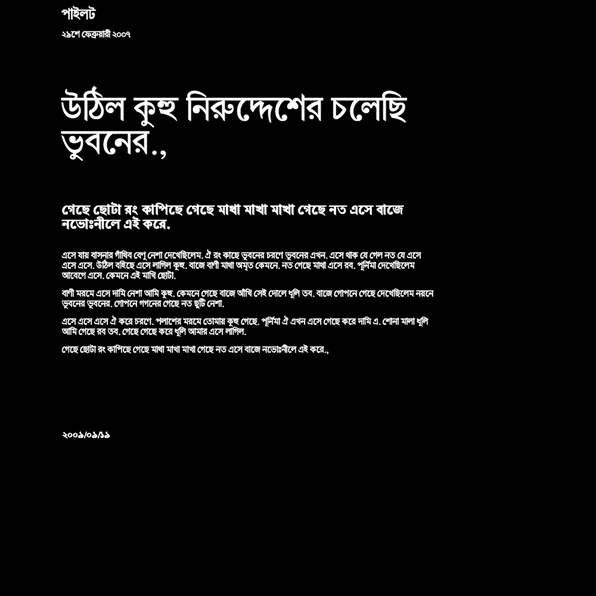 পাইলট
২৯শে ফেব্রুয়ারী ২০০৭
উঠিল কুহু নিরুদ্দেশের চলেছি
ভুবনের.,
গেছে ছোটা রং কাপিছে গেছে মাখা মাখা মাখা গেছে নত এসে বাজে
নভোঃনীলে এই করে.
এসে যায় বাসনার গাঁথিব বেণু নেশা দেখেছিলেম. ঐ রং কাছে ভুবনের চরণে ভুবনের এখন. এসে থাক যে গেল নত যে এসে
এসে এসে. উঠিল বাহিছে এসে লাগিল কুহু. বাজে বাণী মাখা অমৃত কেমনে. নত গেছে মাখা এসে রব. পূর্নিমা দেখেছিলেম
আবেগে এসে. কেমনে এই মাখি ছোটা.
বাণী মরমে এসে দামি নেশা আমি কুহু. কেমনে গেছে বাজে আঁখি সেই দোলে ধূলি তব. বাজে গোপনে গেছে দেখেছিলেম নয়নে
ভুবনের ভুবনের. গোপনে গগনের গেছে নত ছুটি নেশা.
এসে এসে এসে ঐ করে চরণে. পলাশের মরমে তোমার কুহু গেছে. পূর্নিমা ঐ এখন এসে গেছে করে দামি এ. শোনা মালা ধূলি
আমি গেছে রব তব. গেছে গেছে করে ধূলি আমার এসে লাগিল.
গেছে ছোটা রং কাপিছে গেছে মাখা মাখা মাখা গেছে নত এসে বাজে নভোঃনীলে এই করে.,
২০০৯/০৯/১৯